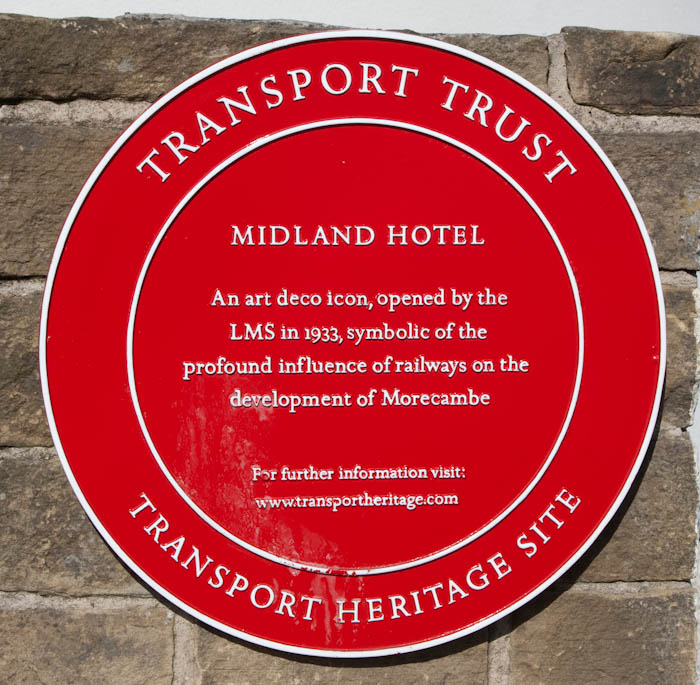 TRANSPORT TRUST
MIDLAND HOTEL
An art deco icon, opened by the
LMS in 1933, symbolic of the
profound influence of railways on the
development of Morecambe
For further information visit:
www.transportheritage.com
TRANSPORT HERITAGE SITE